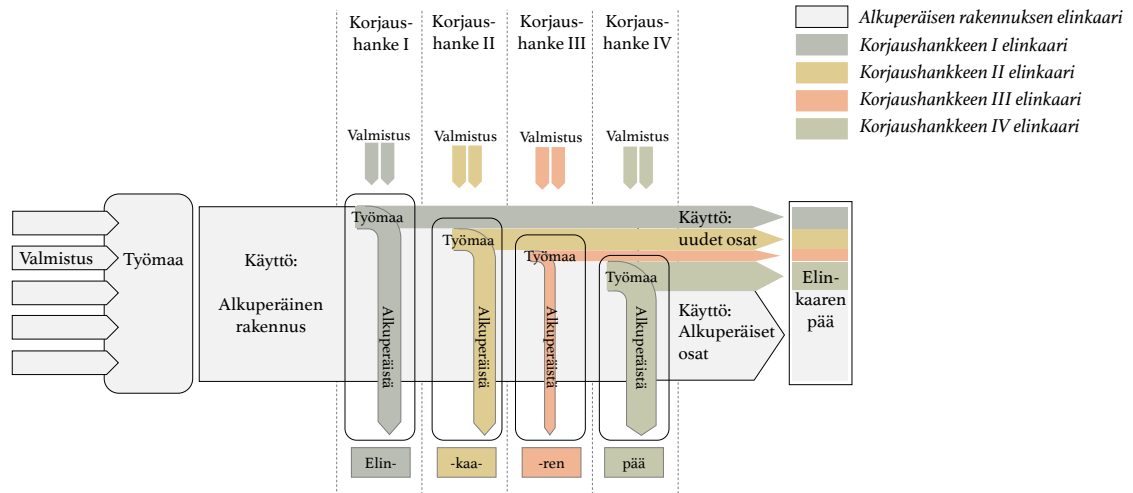 Korjaus-
hanke I
Korjaus-
hanke II
Korjaus-
hanke III
Korjaus-
hanke IV
Alkuperäisen rakennuksen elinkaari
Korjaushankkeen I elinkaari
Korjaushankkeen II elinkaari
Korjaushankkeen III elinkaari
Korjaushankkeen IV elinkaari
Valmistus
Valmistus
Valmistus
Valmistus
Valmistus
Työmaa
Käyttö:
Alkuperäinen
rakennus
Työmaa
Työmaa
Työmaa
Työmaa
Alkuperäistä
Alkuperäistä
Alkuperäistä
Alkuperäistä
Käyttö:
uudet osat
Käyttö:
Alkuperäiset
osat
Elin-
kaaren
pää
Elin-
-kaa-
-ren
pää